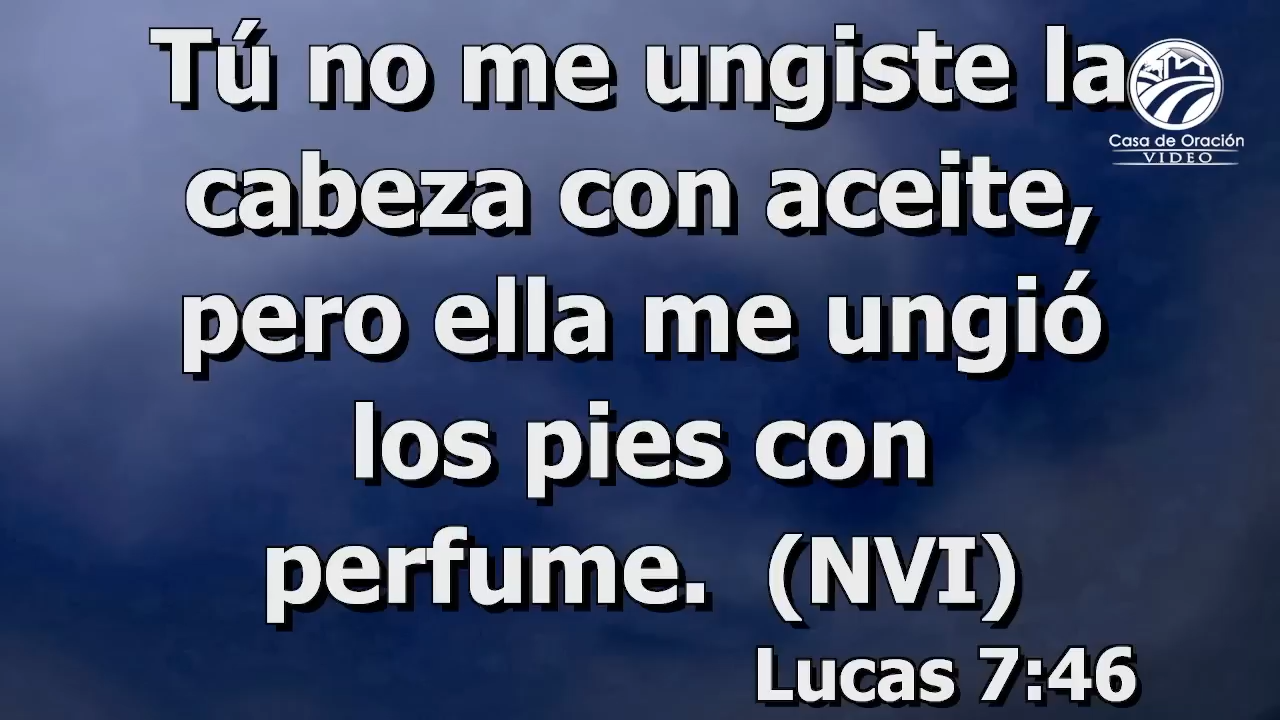 Tú no me ungiste la
cabeza con aceite,
pero ella me ungió
los pies con
perfume. (NVI)
Lucas 7:46
Casa de Oración
VIDEO